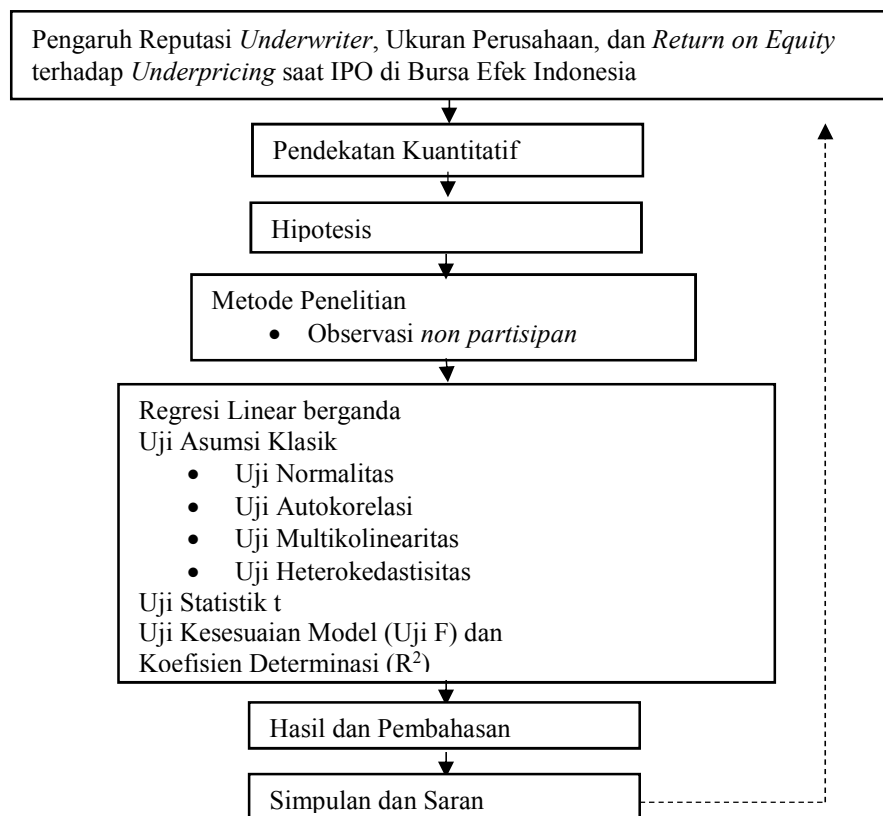 Pengaruh Reputasi Underwriter, Ukuran Perusahaan, dan Return on Equity
terhadap Underpricing saat IPO di Bursa Efek Indonesia
Pendekatan Kuantitatif
Hipotesis
Metode Penelitian
• Observasi non partisipan
Regresi Linear berganda
Uji Asumsi Klasik
• Uji Normalitas
• Uji Autokorelasi
• Uji Multikolinearitas
• Uji Heterokedastisitas
Uji Statistik t
Uji Kesesuaian Model (Uji F) dan
Koefisien Determinasi (R²)
Hasil dan Pembahasan
Simpulan dan Saran